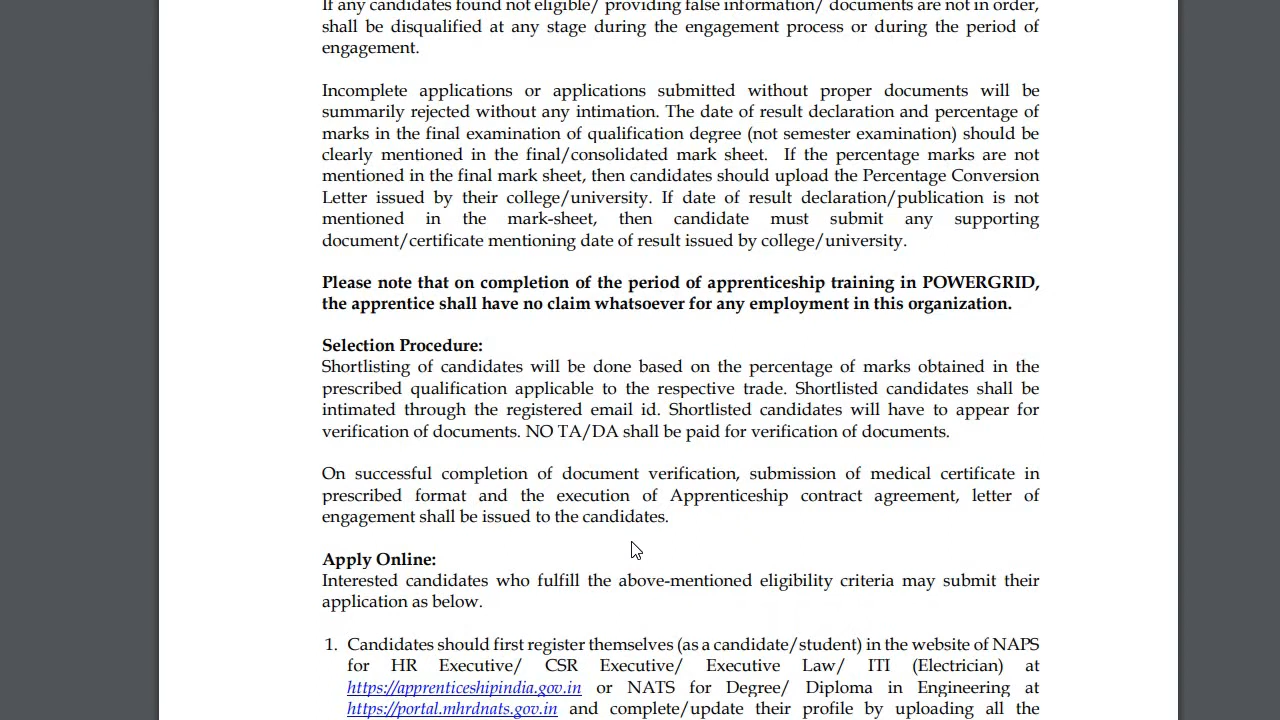 If any candidates found not eligible/ providing false information/ documents are not in order,
shall be disqualified at any stage during the engagement process or during the period of
engagement.
Incomplete applications or applications submitted without proper documents will be
summarily rejected without any intimation. The date of result declaration and percentage of
marks in the final examination of qualification degree (not semester examination) should be
clearly mentioned in the final/consolidated mark sheet. If the percentage marks are not
mentioned in the final mark sheet, then candidates should upload the Percentage Conversion
Letter issued by their college/university. If date of result declaration/publication is not
mentioned in the mark-sheet, then candidate must submit any supporting
document/certificate mentioning date of result issued by college/university.
Please note that on completion of the period of apprenticeship training in POWERGRID,
the apprentice shall have no claim whatsoever for any employment in this organization.
Selection Procedure:
Shortlisting of candidates will be done based on the percentage of marks obtained in the
prescribed qualification applicable to the respective trade. Shortlisted candidates shall be
intimated through the registered email id. Shortlisted candidates will have to appear for
verification of documents. NO TA/DA shall be paid for verification of documents.
On successful completion of document verification, submission of medical certificate in
prescribed format and the execution of Apprenticeship contract agreement, letter of
engagement shall be issued to the candidates.
Apply Online:
Interested candidates who fulfill the above-mentioned eligibility criteria may submit their
application as below.
1. Candidates should first register themselves (as a candidate/student) in the website of NAPS
for HR Executive/ CSR Executive/ Executive Law/ ITI (Electrician) at
https://apprenticeshipindia.gov.in or NATS for Degree/ Diploma in Engineering at
https://portal.mhrdnats.gov.in and complete/update their profile by uploading all the